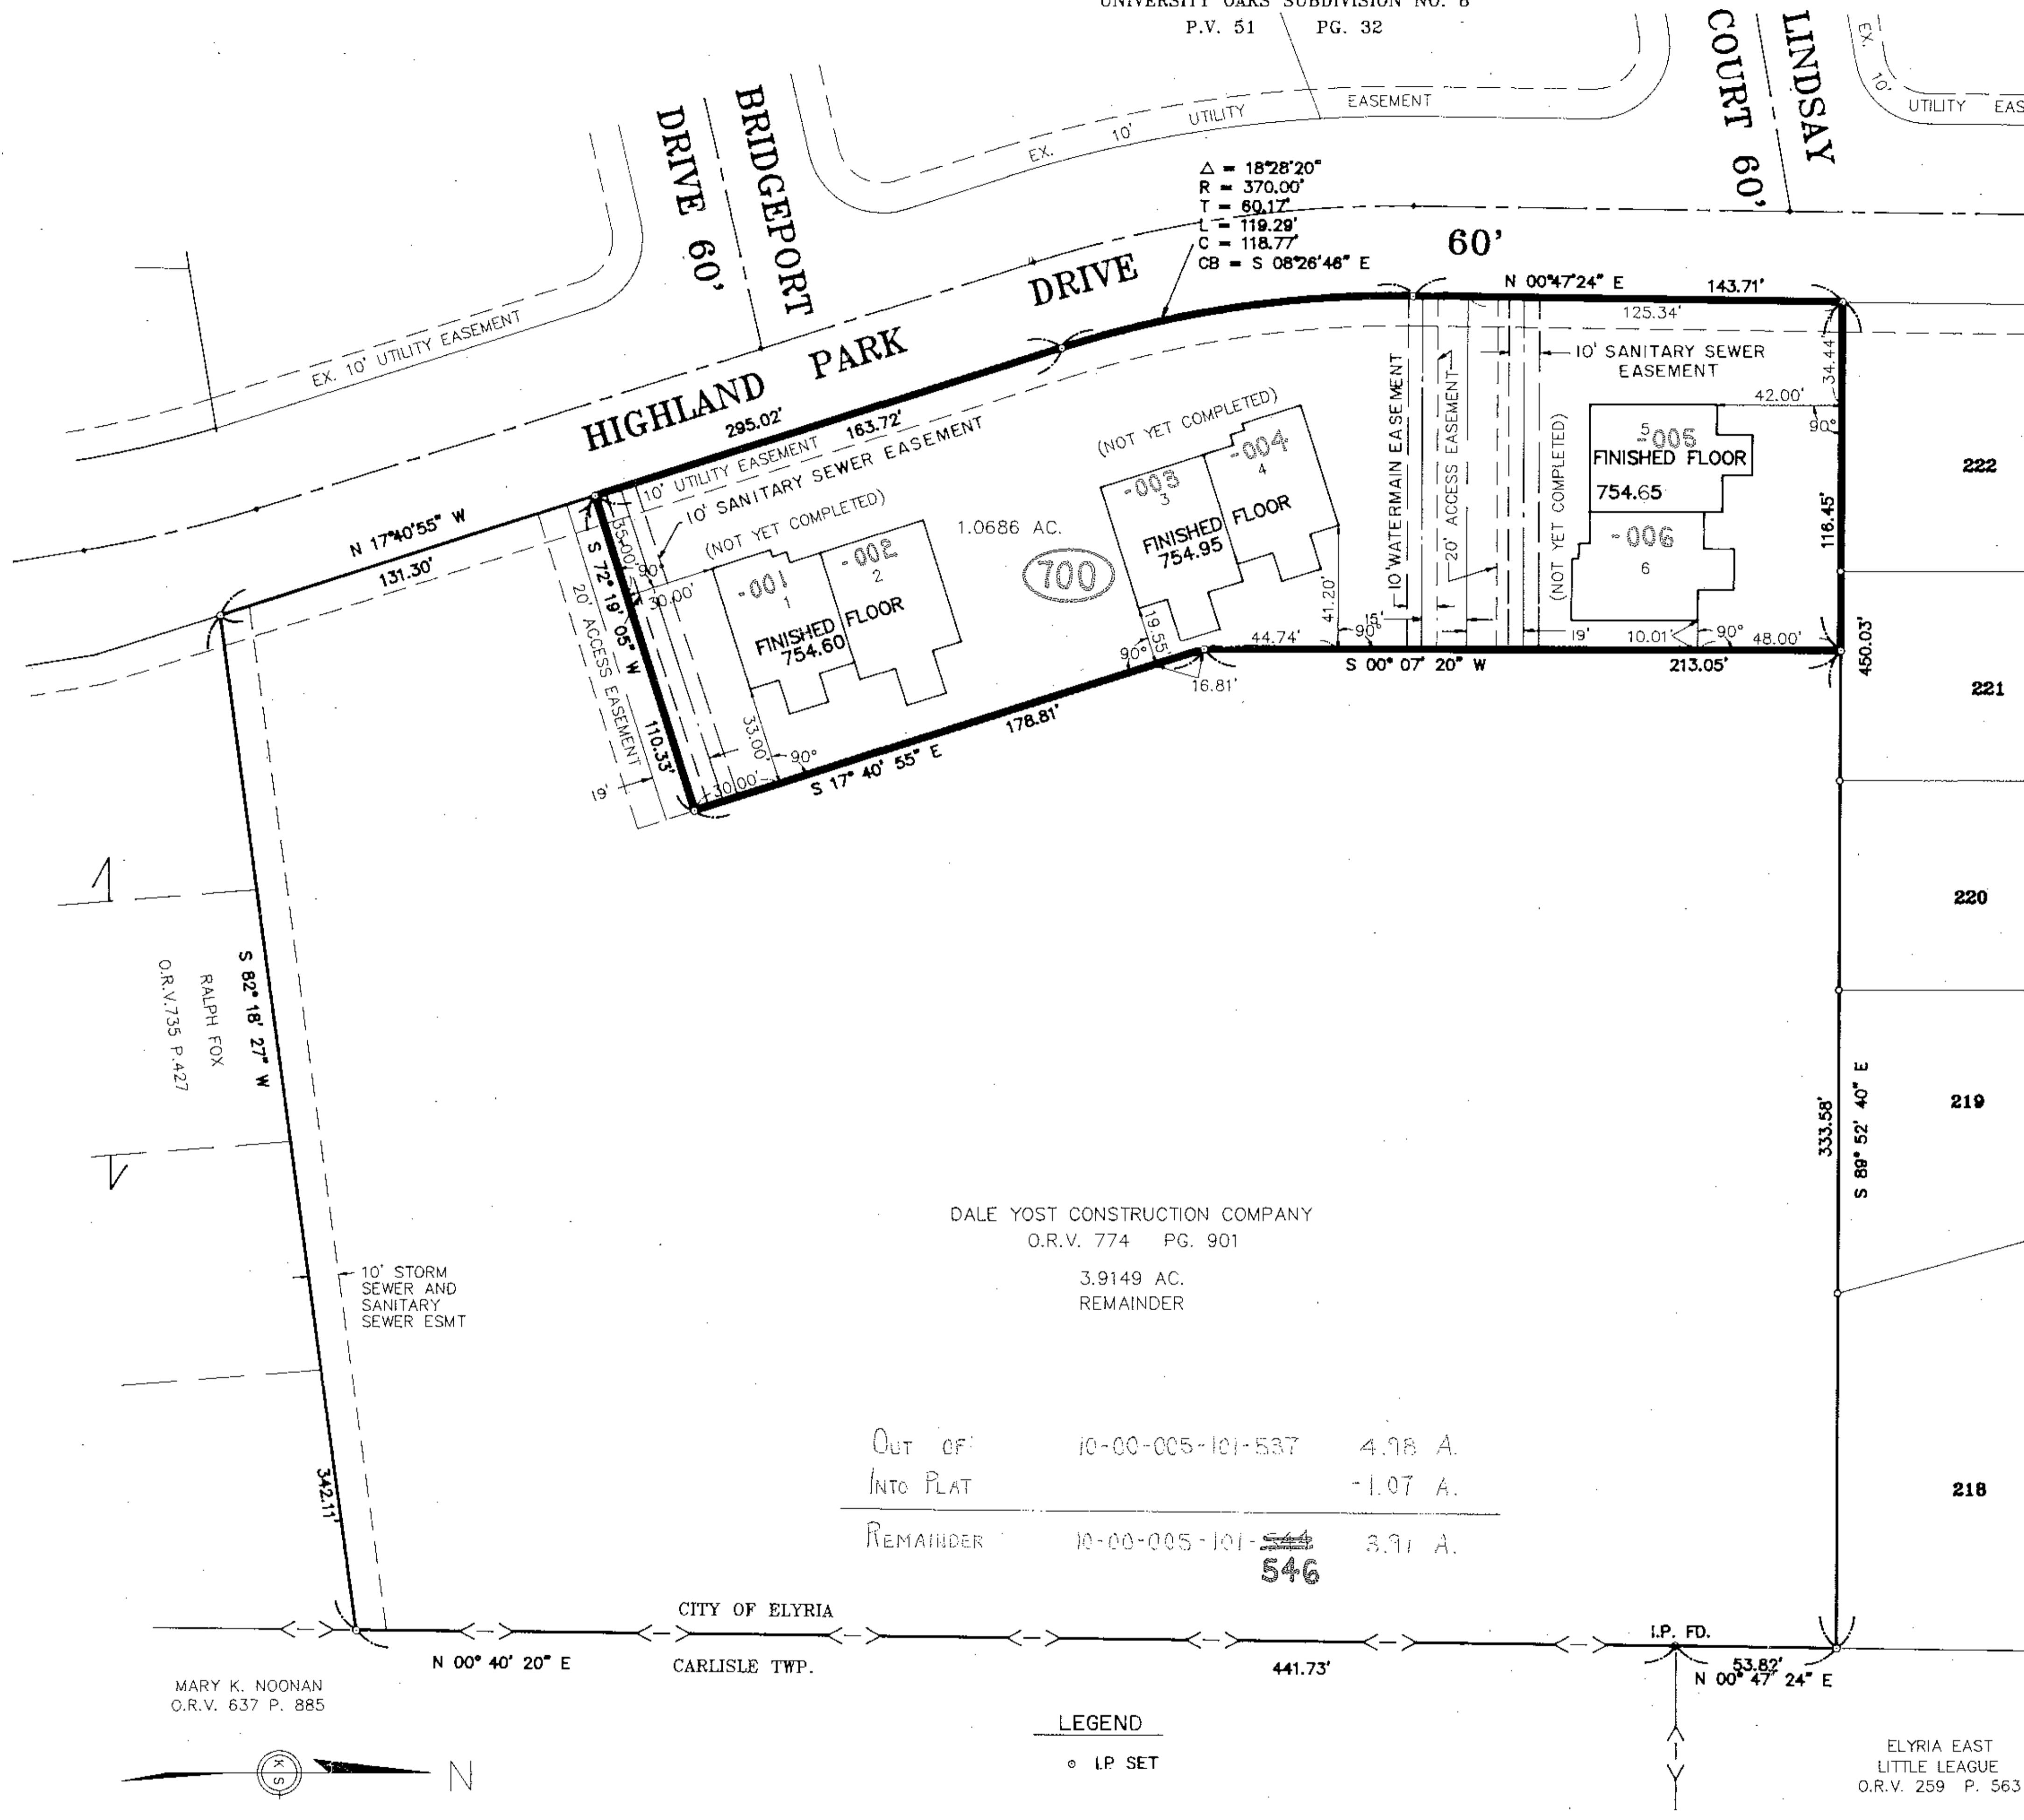 P.V. 51 PG. 32
COURT 60'
LINDSAY
EX. 10'
UTILITY EAS
DRIVE 60'
BRIDGEPORT
EX. 10' UTILITY EASEMENT
Δ = 18°28'20"
R = 370.00'
T = 60.17'
L = 119.29'
C = 118.77'
CB = S 08°26'46" E
HIGHLAND PARK DRIVE 60'
EX. 10' UTILITY EASEMENT
N 00°47'24" E 143.71'
125.34'
10' SANITARY SEWER
EASEMENT
34.44'
42.00'
90°
295.02'
163.72'
10' UTILITY EASEMENT
10' SANITARY SEWER EASEMENT
(NOT YET COMPLETED)
(NOT YET COMPLETED)
(NOT YET COMPLETED)
10' WATERMAIN EASEMENT
20' ACCESS EASEMENT
5
-005
FINISHED FLOOR
754.65
-006
6
222
116.45'
N 17°40'55" W
131.30'
S 72° 19' 05" W
110.33'
35.00'
90°
30.00'
20' ACCESS EASEMENT
19'
-001
1
-002
2
FINISHED FLOOR
754.60
1.0686 AC.
700
-003
3
-004
4
FINISHED FLOOR
754.95
41.20'
19.55'
90°
44.74'
90°
15'
19'
10.01'
90°
48.00'
S 00° 07' 20" W
213.05'
16.81'
450.03'
33.00'
90°
30.00'
S 17° 40' 55" E
178.81'
221
220
219
218
S 82° 18' 27" W
342.11'
RALPH FOX
O.R.V.735 P.427
333.58'
S 89° 52' 40" E
DALE YOST CONSTRUCTION COMPANY
O.R.V. 774 PG. 901
3.9149 AC.
REMAINDER
10' STORM
SEWER AND
SANITARY
SEWER ESMT
OUT OF: 10-00-005-101-537 4.98 A.
INTO PLAT -1.07 A.
REMAINDER 10-00-005-101-544 3.91 A.
546
CITY OF ELYRIA
N 00° 40' 20" E
CARLISLE TWP.
441.73'
I.P. FD.
53.82'
N 00° 47' 24" E
MARY K. NOONAN
O.R.V. 637 P. 885
LEGEND
I.P. SET
K S
N
ELYRIA EAST
LITTLE LEAGUE
O.R.V. 259 P. 563